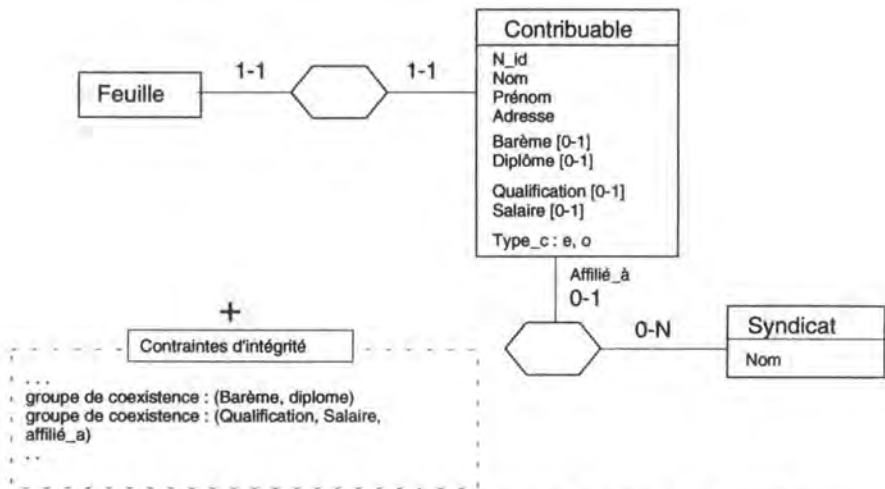 Contribuable
N_id
Nom
Prénom
Adresse
Barème [0-1]
Diplôme [0-1]
Qualification [0-1]
Salaire [0-1]
Type_c : e, o
Feuille
1-1
1-1
Affilié_à
0-1
0-N
Syndicat
Nom
+
Contraintes d'intégrité
. . .
groupe de coexistence : (Barème, diplome)
groupe de coexistence : (Qualification, Salaire,
affilié_a)
. .